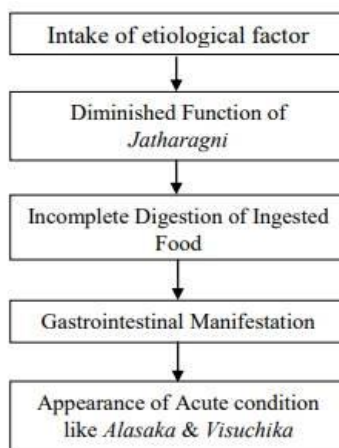 Intake of etiological factor
Diminished Function of
Jatharagni
Incomplete Digestion of Ingested
Food
Gastrointestinal Manifestation
Appearance of Acute condition
like Alasaka & Visuchika